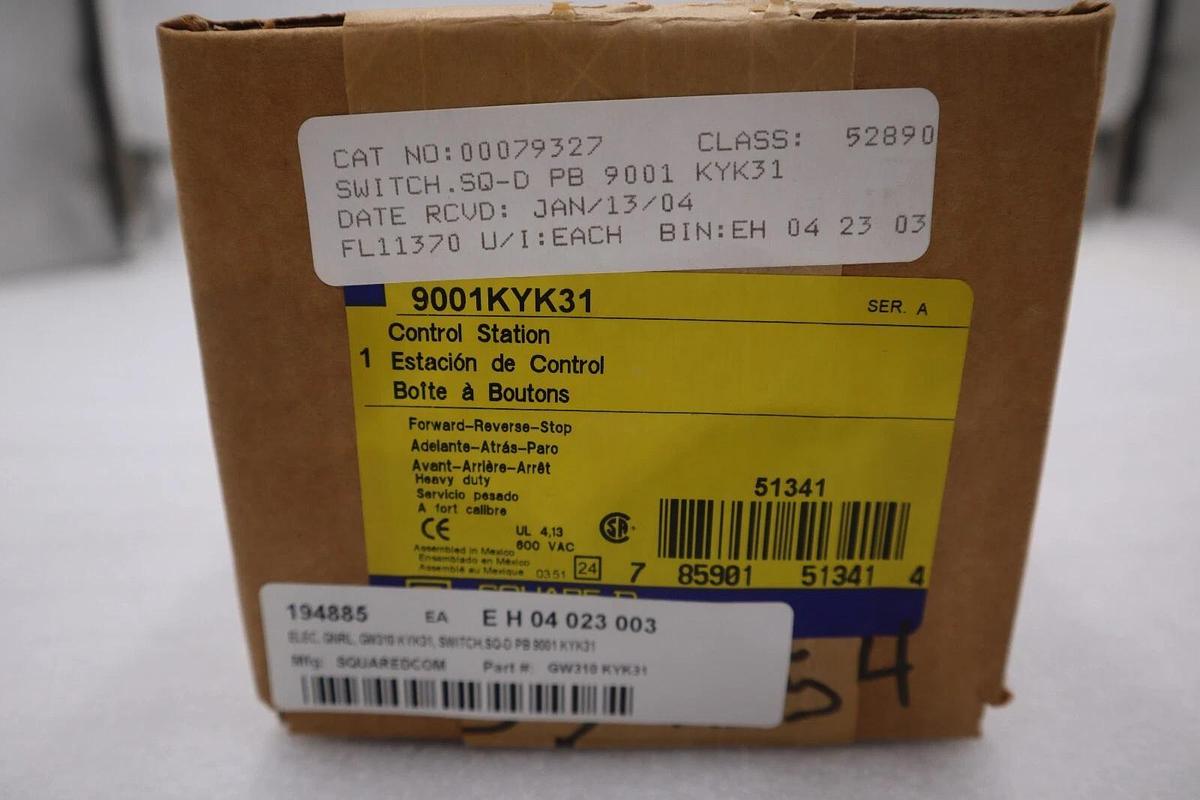 CAT NO:00079327 CLASS: 52890
SWITCH.SQ-D PB 9001 KYK31
DATE RCVD: JAN/13/04
FL11370 U/I:EACH BIN:EH 04 23 03
9001KYK31 SER. A
Control Station
1 Estación de Control
Boîte à Boutons
Forward-Reverse-Stop
Adelante-Atrás-Paro
Avant-Arrière-Arrêt
Heavy duty
Servicio pesado
A fort calibre
CE UL 4,13
600 VAC
SA
Assembled in Mexico
Ensamblado en México
Assemblé au Mexique 0351 24
51341
7 85901 51341 4
SQUARE D
194885 EA E H 04 023 003
ELEC, GNRL, GW310 KYK31, SWITCH.SQ-D PB 9001 KYK31
Mfg: SQUAREDCOM Part #: GW310 KYK31
54